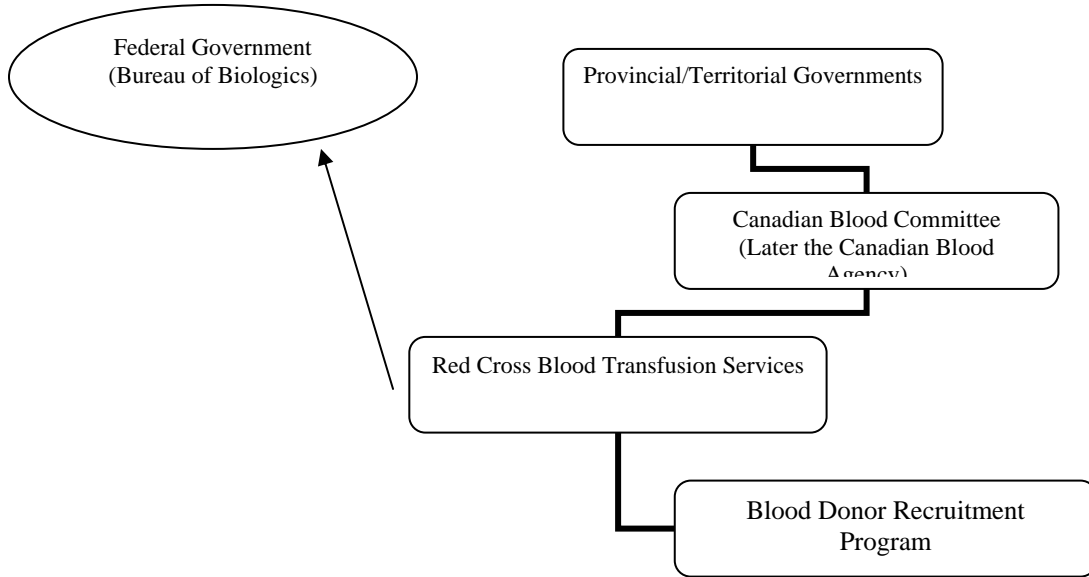 Federal Government
(Bureau of Biologics)
Provincial/Territorial Governments
Canadian Blood Committee
(Later the Canadian Blood
Agency)
Red Cross Blood Transfusion Services
Blood Donor Recruitment
Program